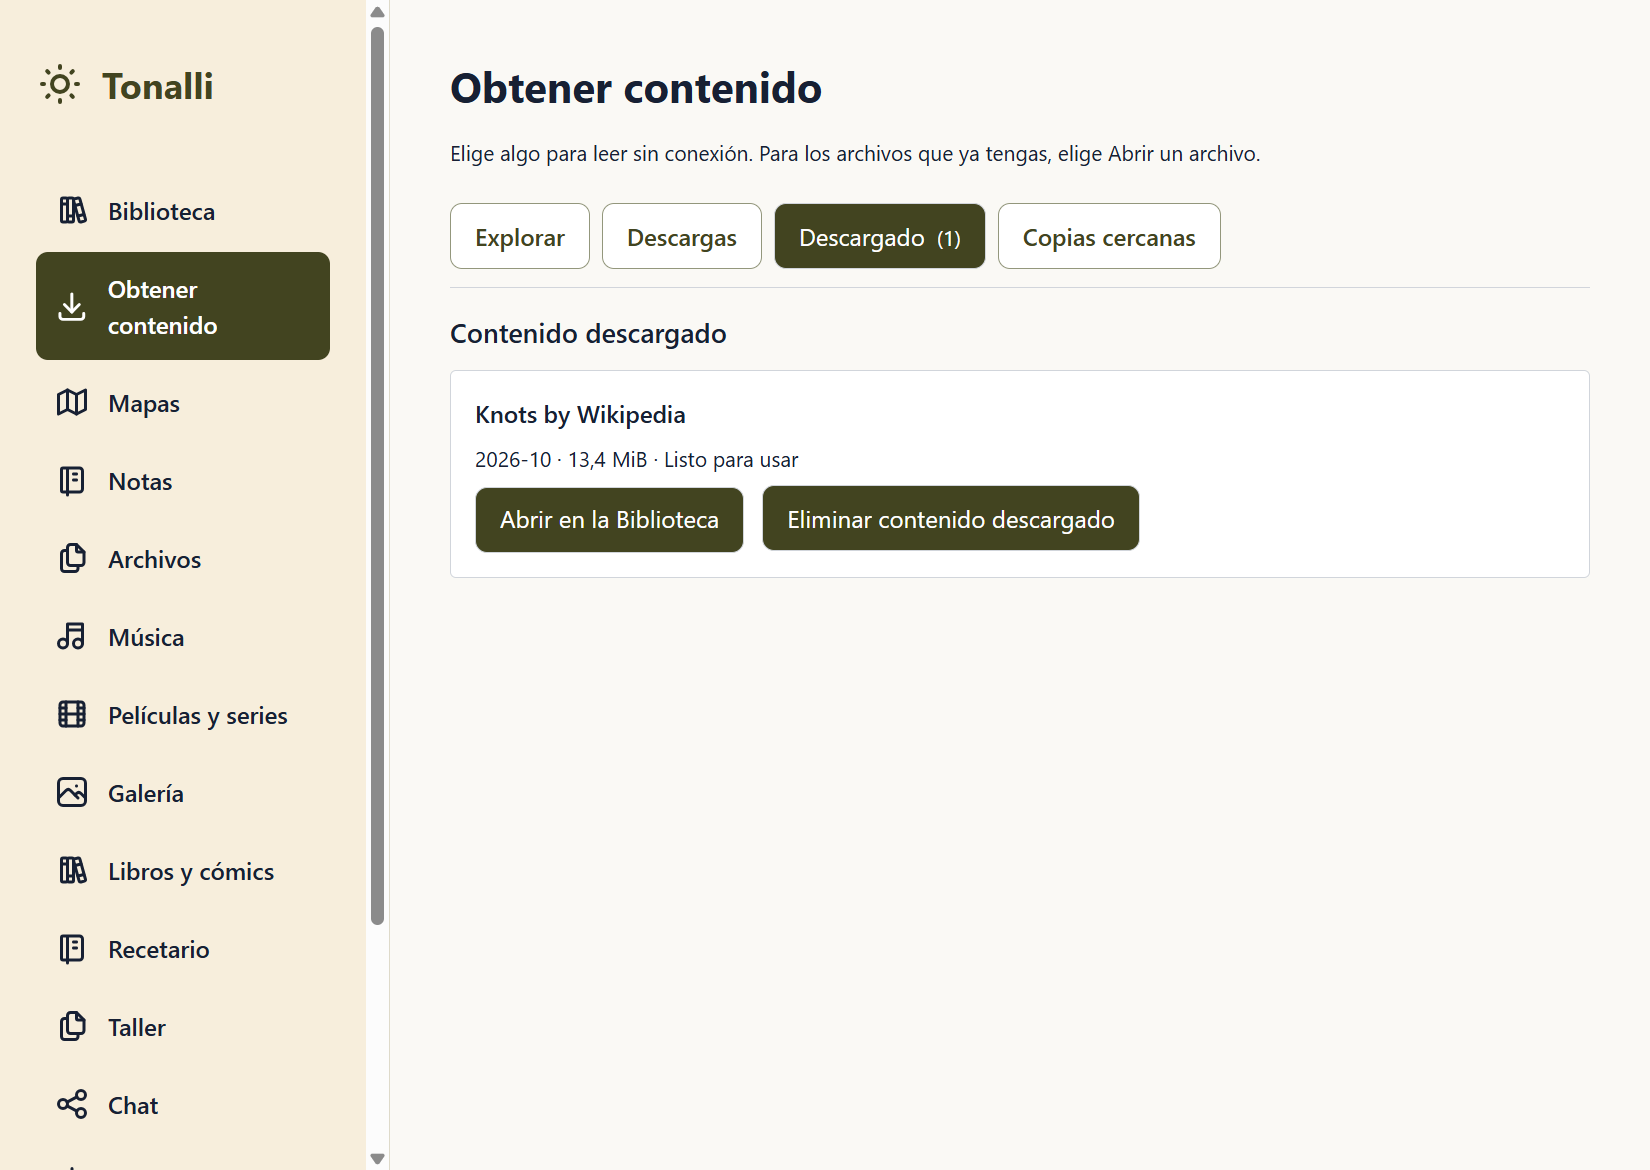 Tonalli
Biblioteca
Obtener
contenido
Mapas
Notas
Archivos
Música
Películas y series
Galería
Libros y cómics
Recetario
Taller
Chat
Obtener contenido
Elige algo para leer sin conexión. Para los archivos que ya tengas, elige Abrir un archivo.
Explorar
Descargas
Descargado (1)
Copias cercanas
Contenido descargado
Knots by Wikipedia
2026-10 · 13,4 MiB · Listo para usar
Abrir en la Biblioteca
Eliminar contenido descargado